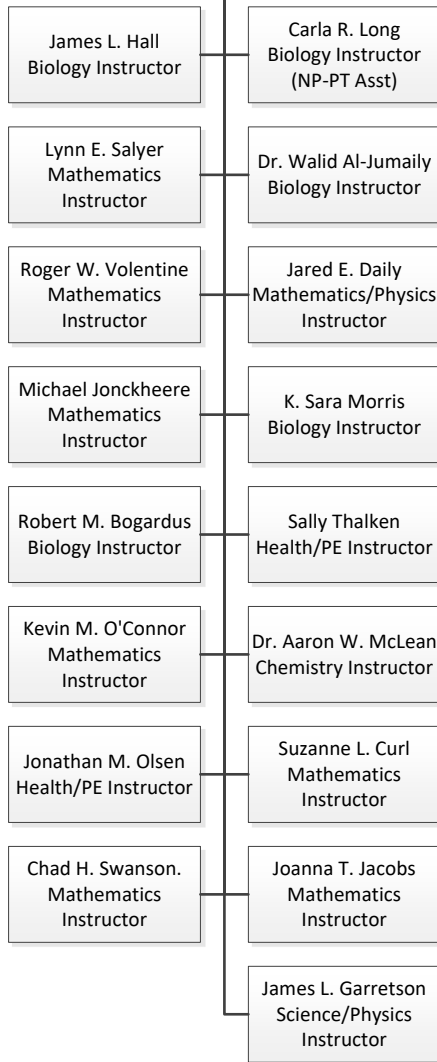 James L. Hall
Biology Instructor
Carla R. Long
Biology Instructor
(NP-PT Asst)
Lynn E. Salyer
Mathematics
Instructor
Dr. Walid Al-Jumaily
Biology Instructor
Roger W. Volentine
Mathematics
Instructor
Jared E. Daily
Mathematics/Physics
Instructor
Michael Jonckheere
Mathematics
Instructor
K. Sara Morris
Biology Instructor
Robert M. Bogardus
Biology Instructor
Sally Thalken
Health/PE Instructor
Kevin M. O'Connor
Mathematics
Instructor
Dr. Aaron W. McLean
Chemistry Instructor
Jonathan M. Olsen
Health/PE Instructor
Suzanne L. Curl
Mathematics
Instructor
Chad H. Swanson.
Mathematics
Instructor
Joanna T. Jacobs
Mathematics
Instructor
James L. Garretson
Science/Physics
Instructor